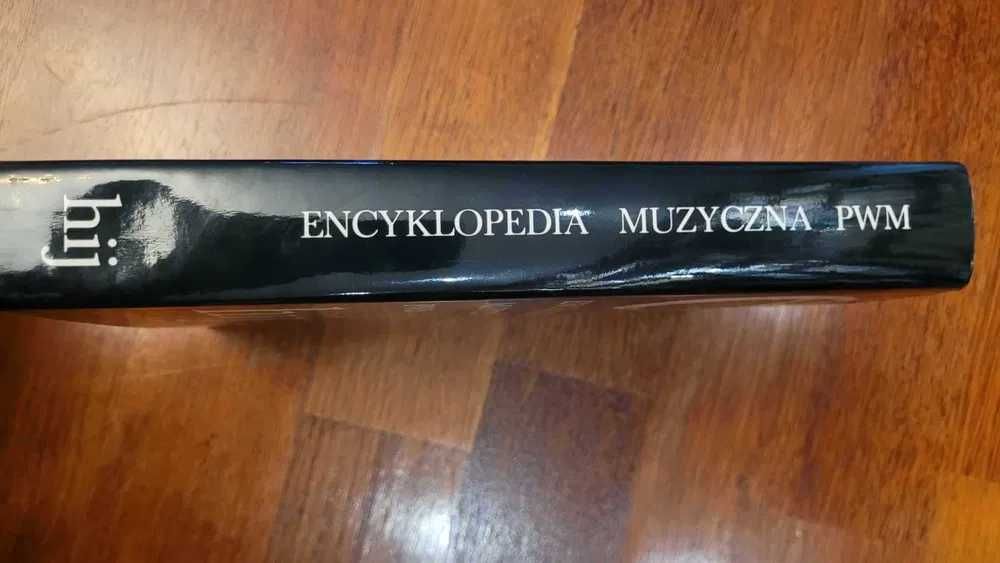 hij
ENCYKLOPEDIA MUZYCZNA PWM